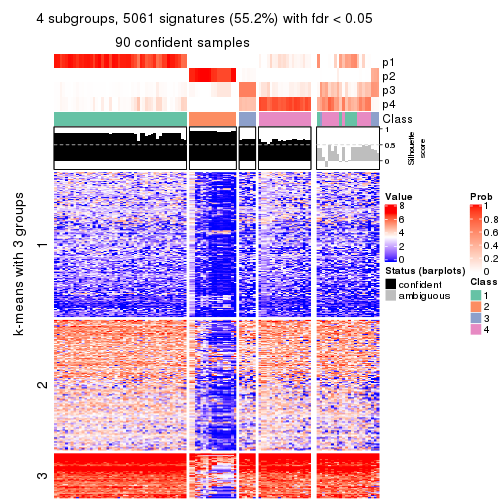 4 subgroups, 5061 signatures (55.2%) with fdr < 0.05
90 confident samples
p1
p2
p3
p4
Class
1
0.5
0
Silhouette
score
k-means with 3 groups
1
2
3
Value
8
6
4
2
0
Status (barplots)
confident
ambiguous
Prob
1
0.8
0.6
0.4
0.2
0
Class
1
2
3
4